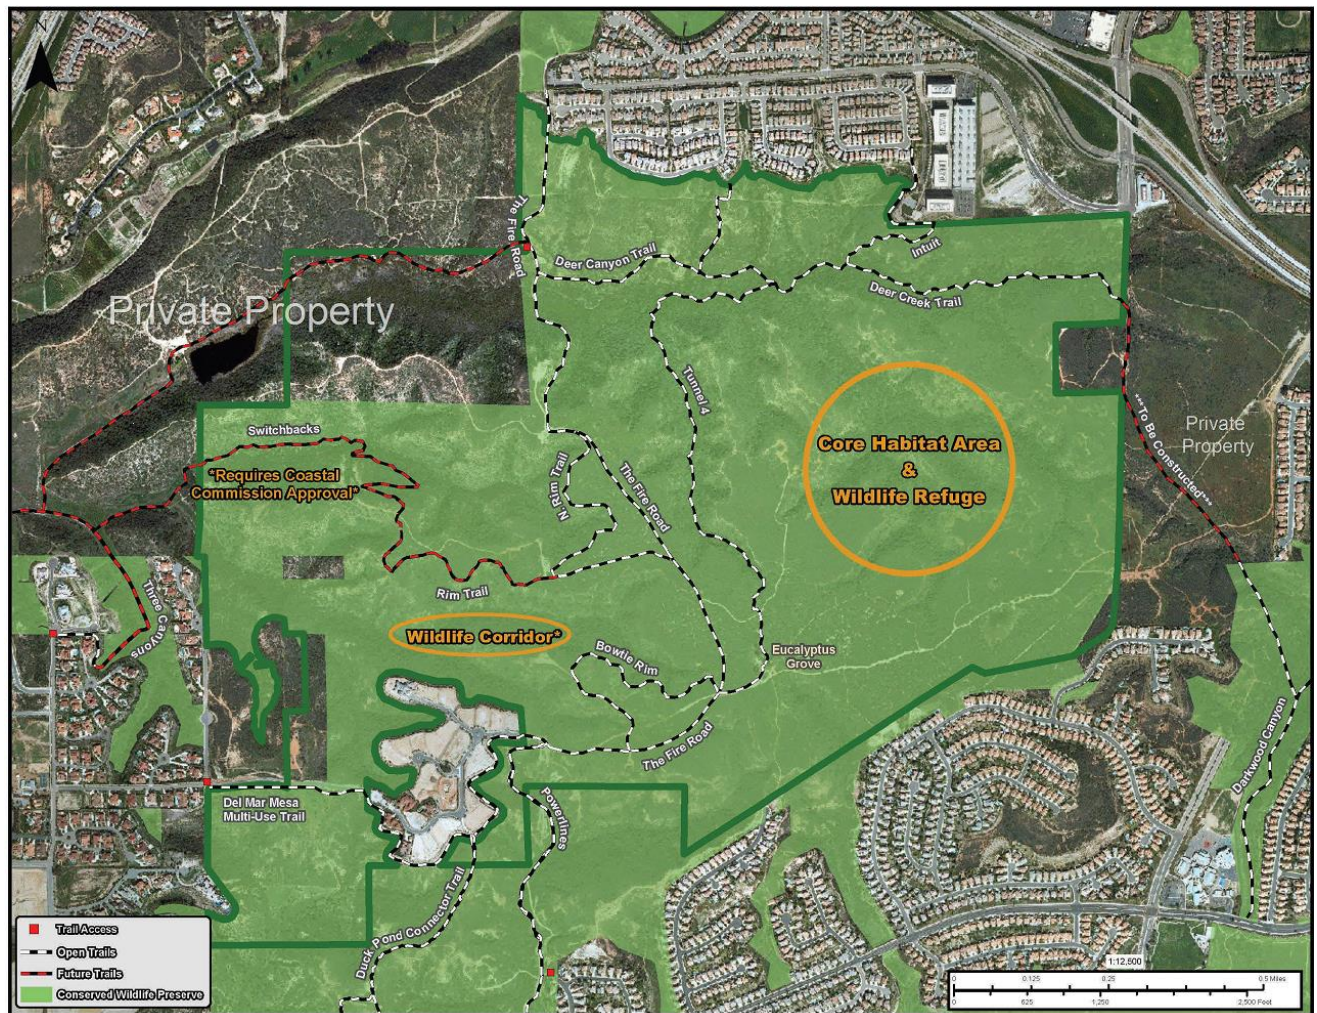 The Fire Road
Deer Canyon Trail
Intuit
Deer Creek Trail
Private Property
Tunnel 4
Switchbacks
*Requires Coastal
Commission Approval*
N. Rim Trail
The Fire Road
Core Habitat Area
&
Wildlife Refuge
Private
Property
***To Be Constructed***
Rim Trail
Three Canyons
Wildlife Corridor*
Bowtie Rim
Eucalyptus
Grove
The Fire Road
Darkwood Canyon
Del Mar Mesa
Multi-Use Trail
Powerlines
Duck Pond Connector Trail
Trail Access
Open Trails
Future Trails
Conserved Wildlife Preserve
1:12,500
0 0.125 0.25 0.5 Miles
0 625 1,250 2,500 Feet